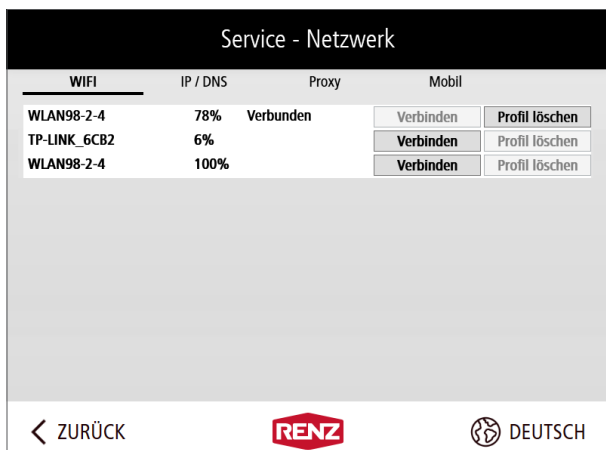 Service - Netzwerk
WIFI IP / DNS Proxy Mobil
WLAN98-2-4 78% Verbunden Verbinden Profil löschen
TP-LINK_6CB2 6% Verbinden Profil löschen
WLAN98-2-4 100% Verbinden Profil löschen
ZURÜCK RENZ DEUTSCH